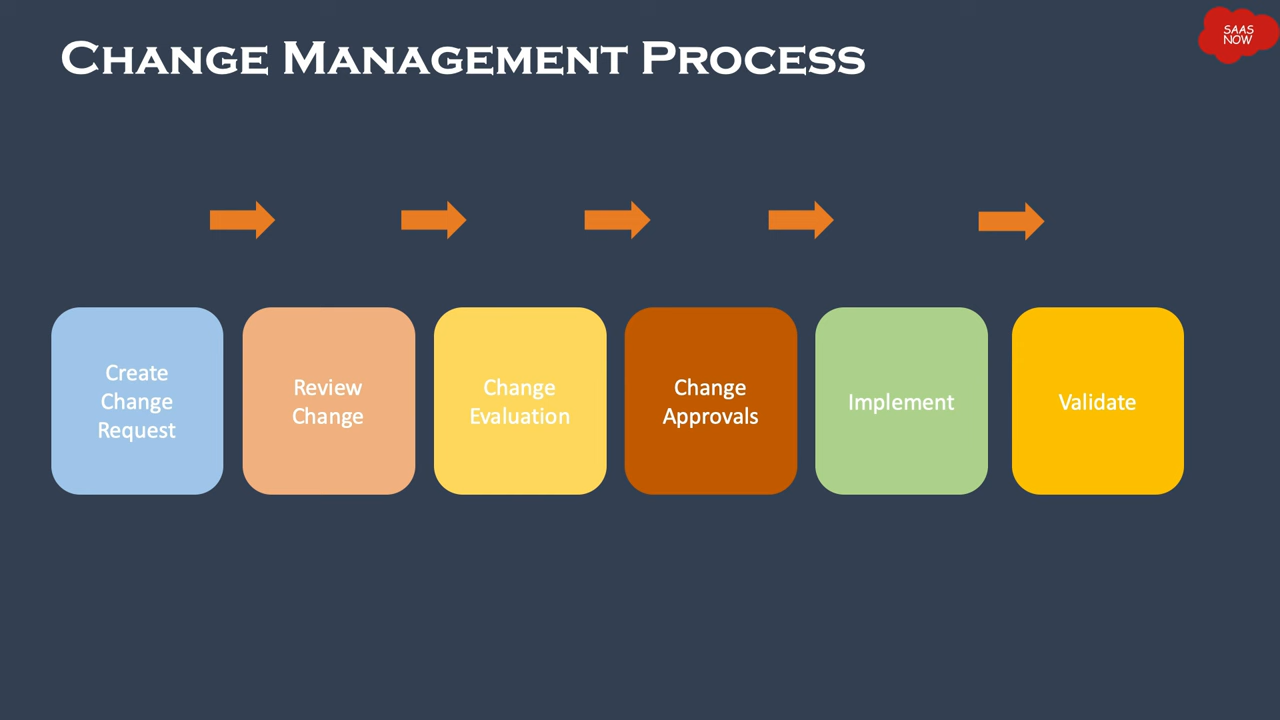 CHANGE MANAGEMENT PROCESS
SAAS
NOW
Create
Change
Request
Review
Change
Change
Evaluation
Change
Approvals
Implement
Validate